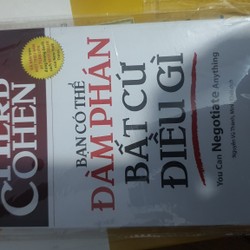 HERB
COHEN
BẠN CÓ THỂ
ĐÀM PHÁN
BẤT CỨ
ĐIỀU GÌ
You Can Negotiate Anything